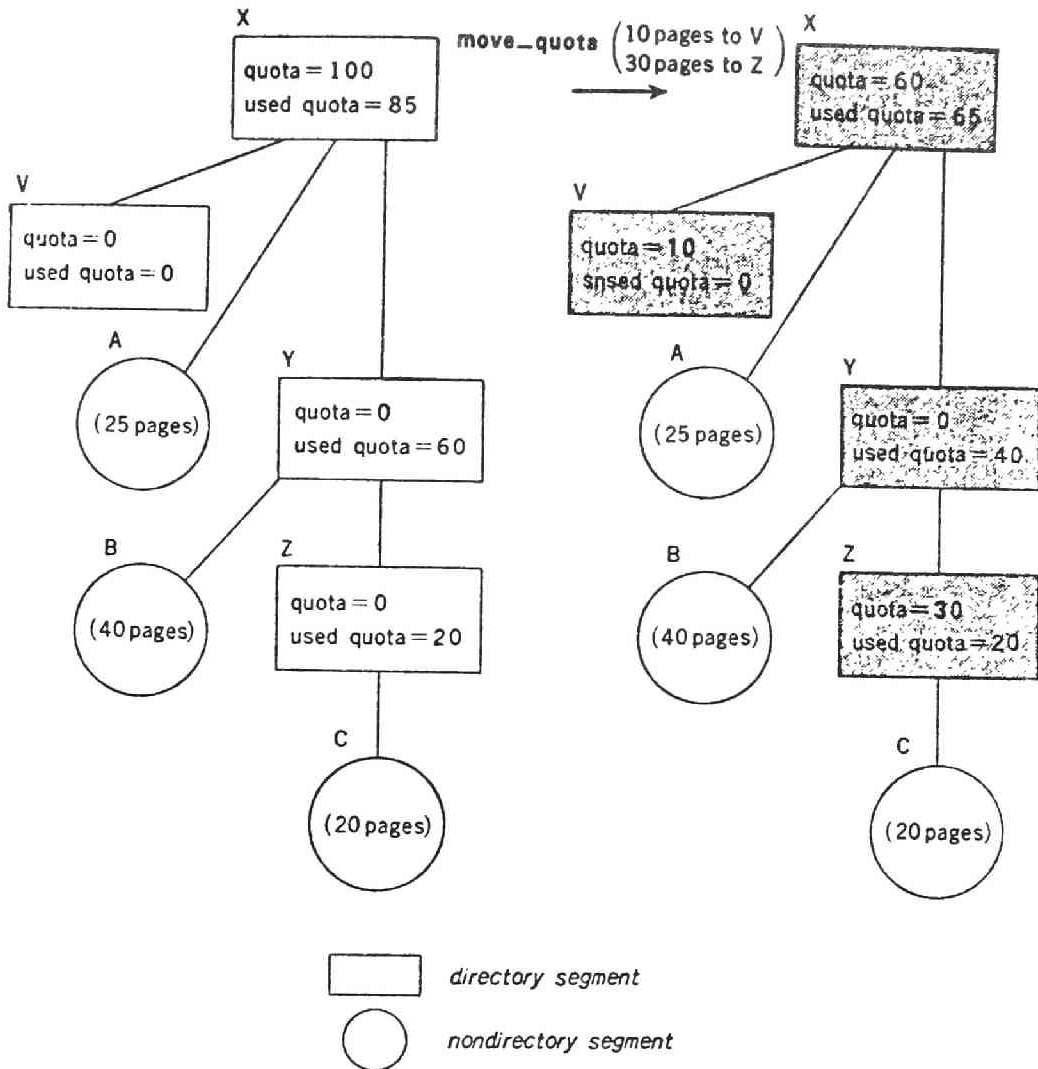 X
quota = 100
used quota = 85
move_quota (10 pages to V
30 pages to Z)
V
quota = 0
used quota = 0
A
(25 pages)
Y
quota = 0
used quota = 60
B
(40 pages)
Z
quota = 0
used quota = 20
C
(20 pages)
X
quota = 60
used quota = 65
V
quota = 10
snsed quota = 0
A
(25 pages)
Y
quota = 0
used quota = 40.
B
(40 pages)
Z
quota = 30
used quota = 20
C
(20 pages)
directory segment
nondirectory segment